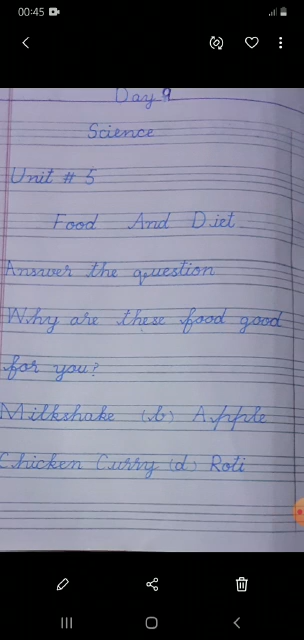 00:45
Day 9
Science
Unit # 5
Food And Diet
Answer the question
Why are these food good
for you?
Milkshake (b) Apple
Chicken Curry (d) Roti